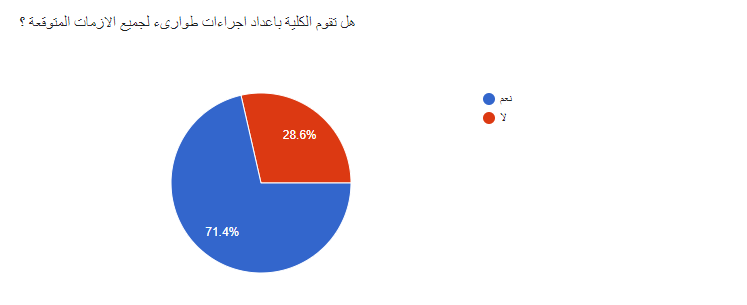 هل تقوم الكلية باعداد اجراءات طوارىء لجميع الازمات المتوقعة ؟
نعم
لا
28.6%
71.4%